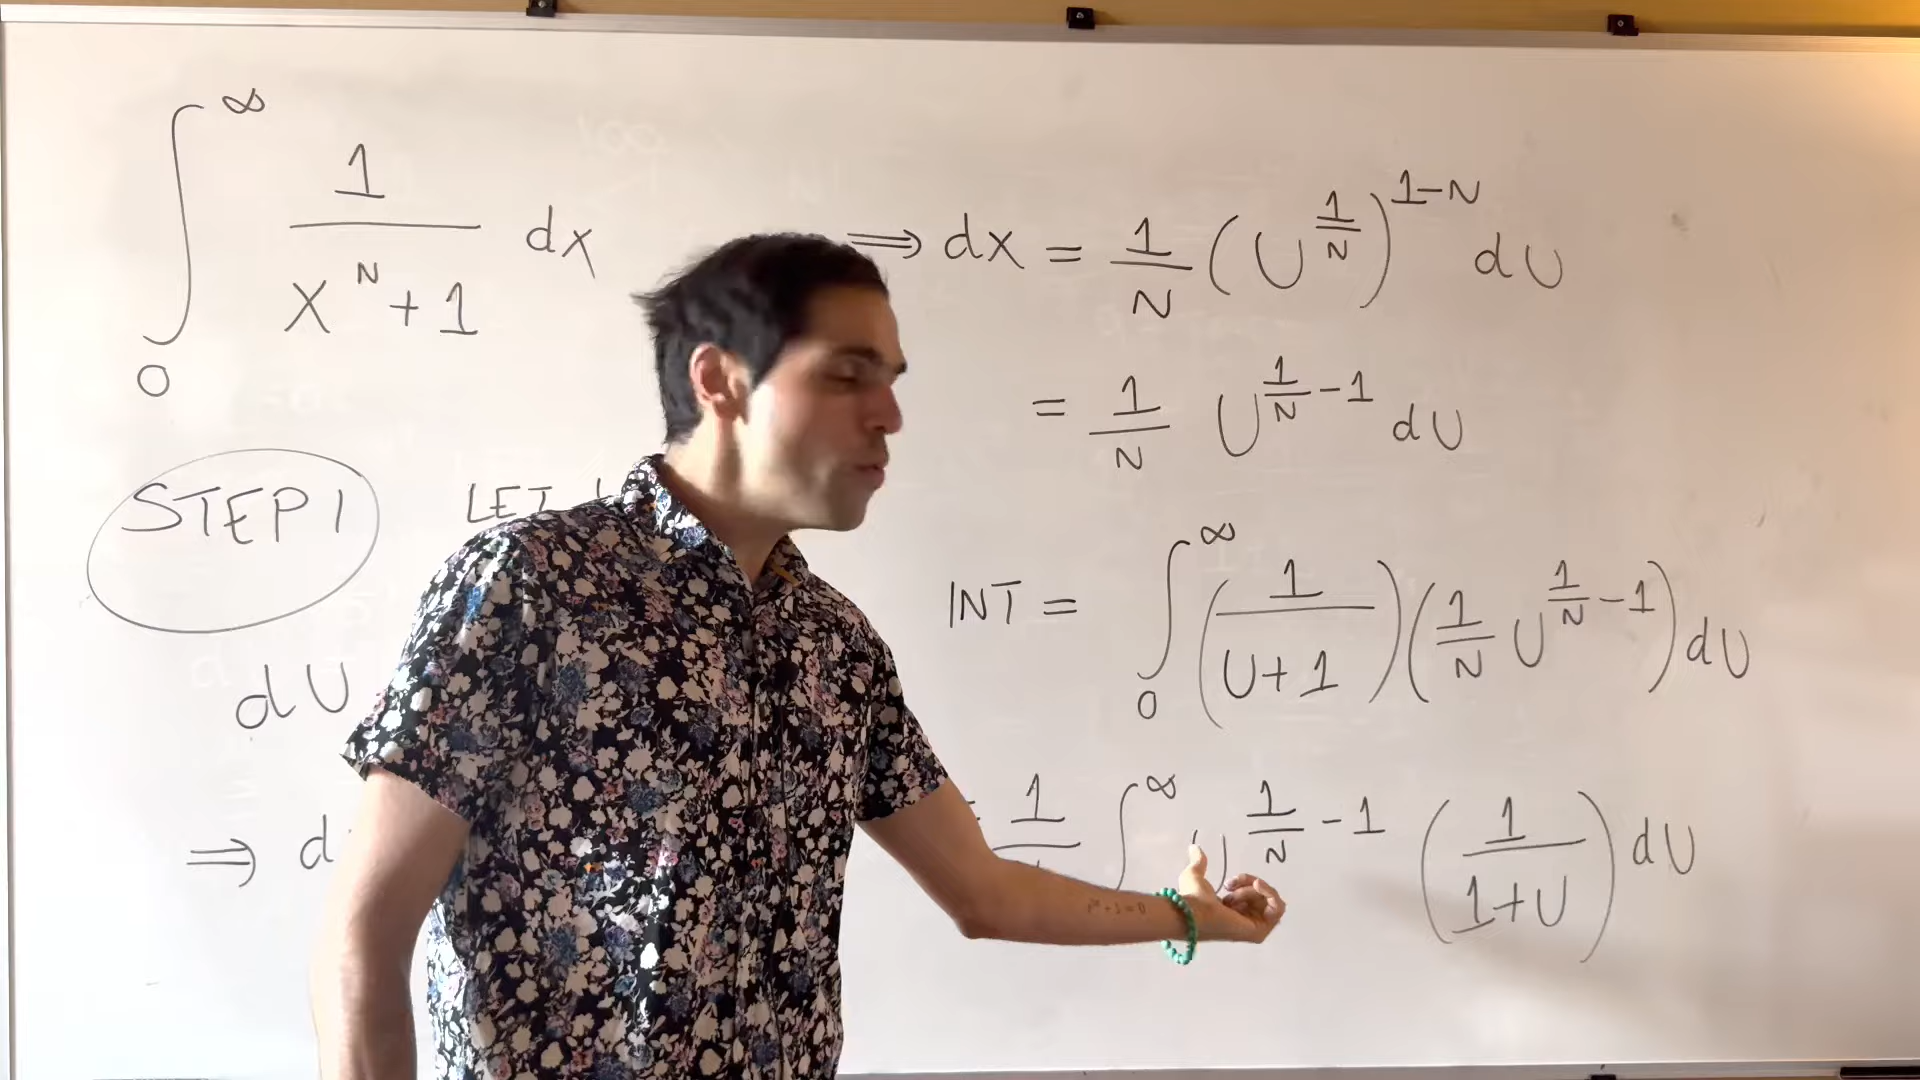 ∫₀^∞ 1/(x^N + 1) dx
STEP 1 LET
dU
⟹ d
⟹ dx = 1/N (U^(1/N))^(1-N) dU
= 1/N U^(1/N - 1) dU
INT = ∫₀^∞ (1/(U+1)) (1/N U^(1/N - 1)) dU
1/ ∫^∞ U^(1/N - 1) (1/(1+U)) dU